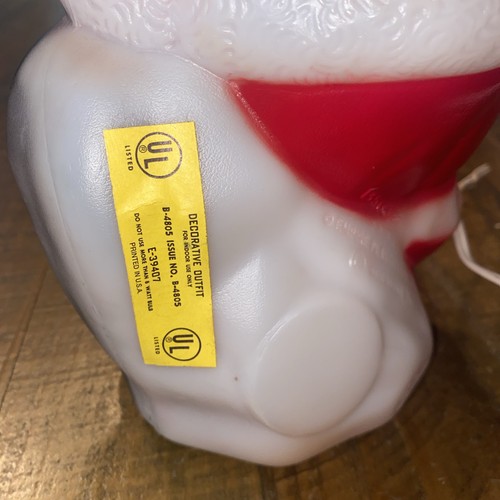 UL
®
LISTED
DECORATIVE OUTFIT
FOR INDOOR USE ONLY
B-4805 ISSUE NO. B-4805
E-39407
DO NOT USE MORE THAN 6 WATT BULB
PRINTED IN U.S.A.
UL
®
LISTED